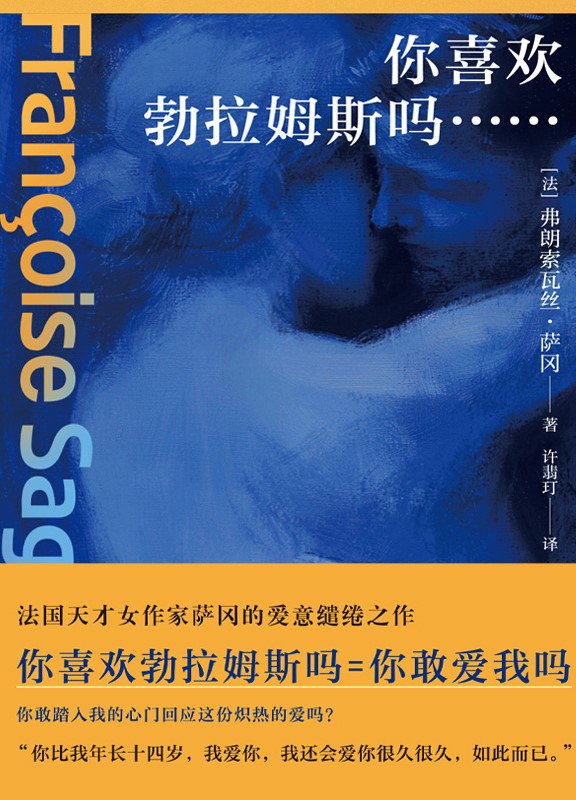 你喜欢
勃拉姆斯吗……
[法] 弗朗索瓦丝·萨冈——著
许翡玎——译
Françoise Sag
法国天才女作家萨冈的爱意缱绻之作
你喜欢勃拉姆斯吗=你敢爱我吗
你敢踏入我的心门回应这份炽热的爱吗？
“你比我年长十四岁，我爱你，我还会爱你很久很久，如此而已。”